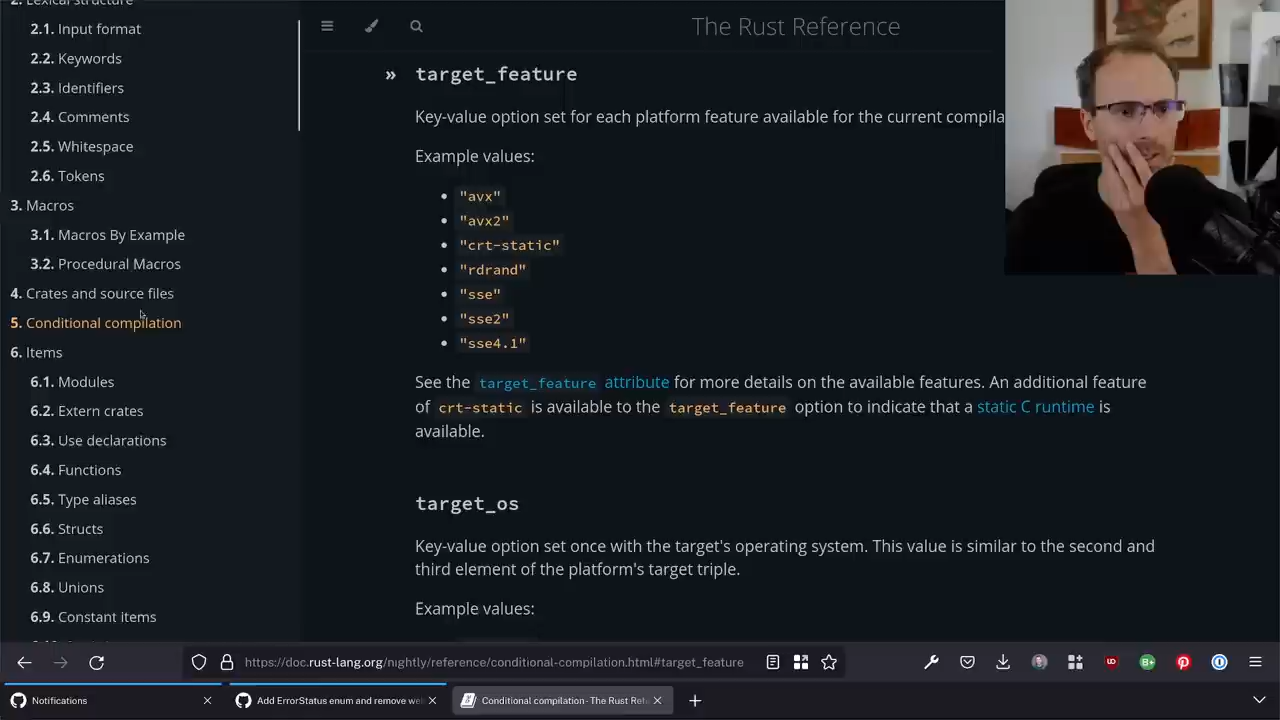 2. Lexical structure
2.1. Input format
2.2. Keywords
2.3. Identifiers
2.4. Comments
2.5. Whitespace
2.6. Tokens
3. Macros
3.1. Macros By Example
3.2. Procedural Macros
4. Crates and source files
5. Conditional compilation
6. Items
6.1. Modules
6.2. Extern crates
6.3. Use declarations
6.4. Functions
6.5. Type aliases
6.6. Structs
6.7. Enumerations
6.8. Unions
6.9. Constant items
The Rust Reference
» target_feature
Key-value option set for each platform feature available for the current compila
Example values:
• "avx"
• "avx2"
• "crt-static"
• "rdrand"
• "sse"
• "sse2"
• "sse4.1"
See the target_feature attribute for more details on the available features. An additional feature
of crt-static is available to the target_feature option to indicate that a static C runtime is
available.
target_os
Key-value option set once with the target's operating system. This value is similar to the second and
third element of the platform's target triple.
Example values:
https://doc.rust-lang.org/nightly/reference/conditional-compilation.html#target_feature
Notifications
Add ErrorStatus enum and remove we
Conditional compilation - The Rust Ref